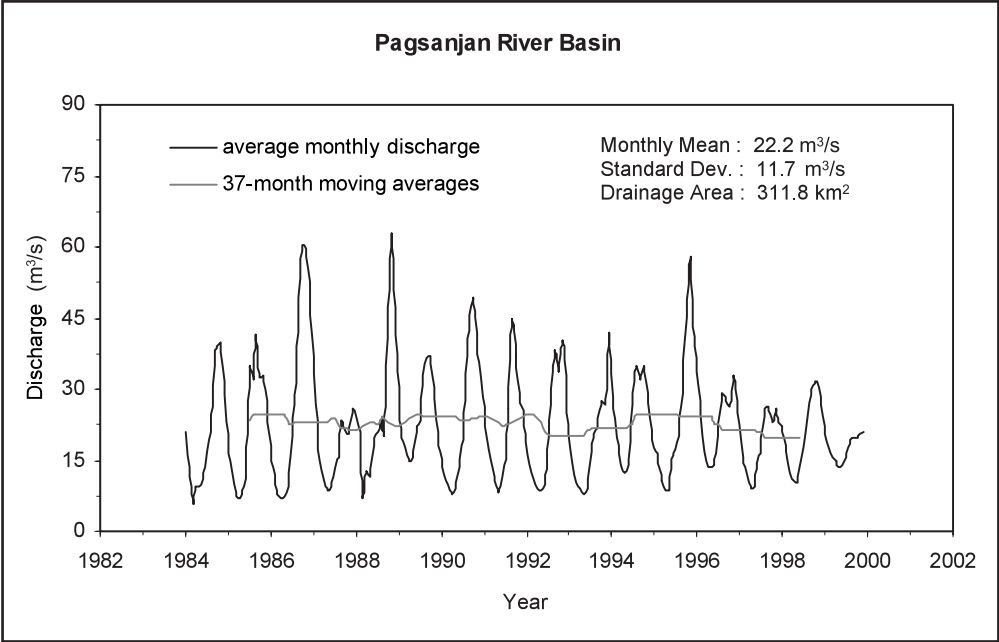 Pagsanjan River Basin
90
75
60
45
30
15
0
Discharge (m³/s)
average monthly discharge
37-month moving averages
Monthly Mean : 22.2 m³/s
Standard Dev. : 11.7 m³/s
Drainage Area : 311.8 km²
1982 1984 1986 1988 1990 1992 1994 1996 1998 2000 2002
Year